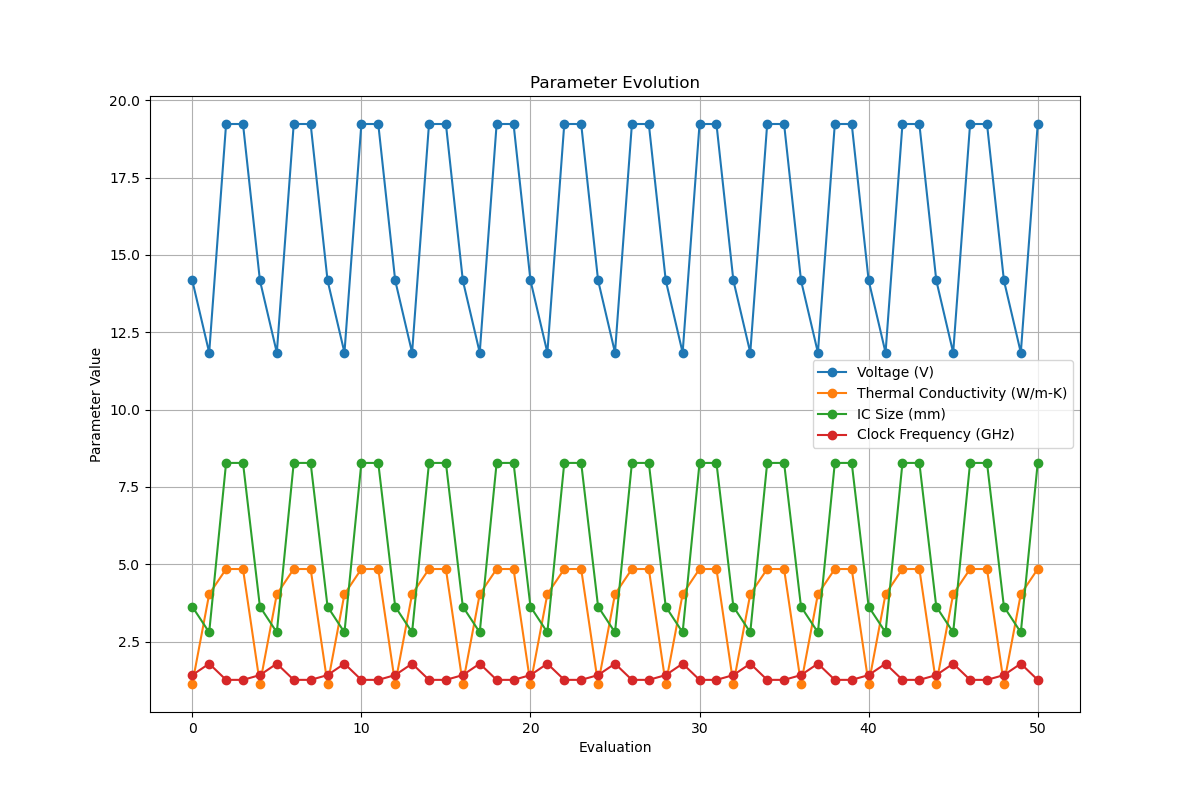 Parameter Evolution
20.0
17.5
15.0
12.5
10.0
7.5
5.0
2.5
Parameter Value
Voltage (V)
Thermal Conductivity (W/m-K)
IC Size (mm)
Clock Frequency (GHz)
0
10
20
30
40
50
Evaluation